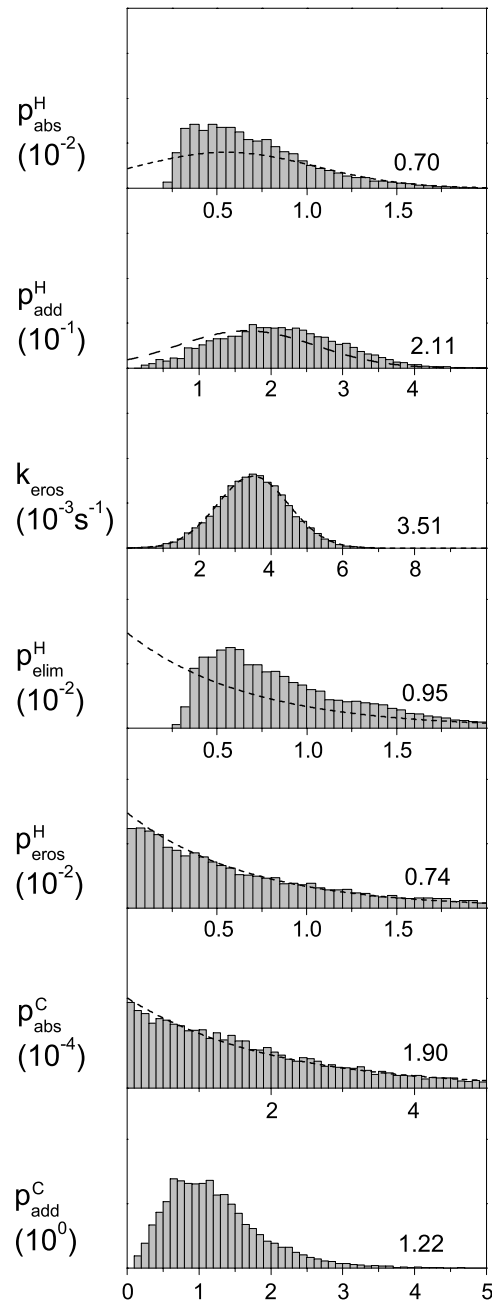 p^H_abs
(10^-2)
0.70
0.5 1.0 1.5
p^H_add
(10^-1)
2.11
1 2 3 4
k_eros
(10^-3 s^-1)
3.51
2 4 6 8
p^H_elim
(10^-2)
0.95
0.5 1.0 1.5
p^H_eros
(10^-2)
0.74
0.5 1.0 1.5
p^C_abs
(10^-4)
1.90
2 4
p^C_add
(10^0)
1.22
0 1 2 3 4 5